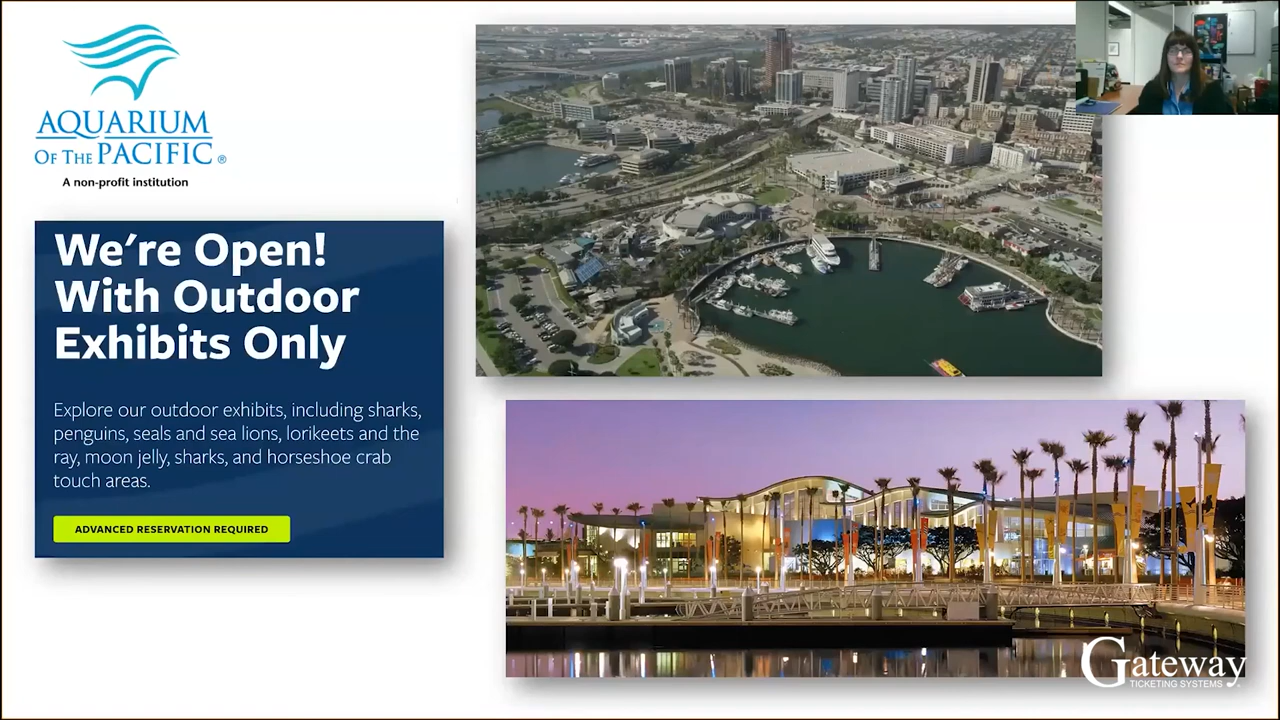 AQUARIUM
OF THE PACIFIC®
A non-profit institution
We're Open!
With Outdoor
Exhibits Only
Explore our outdoor exhibits, including sharks,
penguins, seals and sea lions, lorikeets and the
ray, moon jelly, sharks, and horseshoe crab
touch areas.
ADVANCED RESERVATION REQUIRED
Gateway
TICKETING SYSTEMS